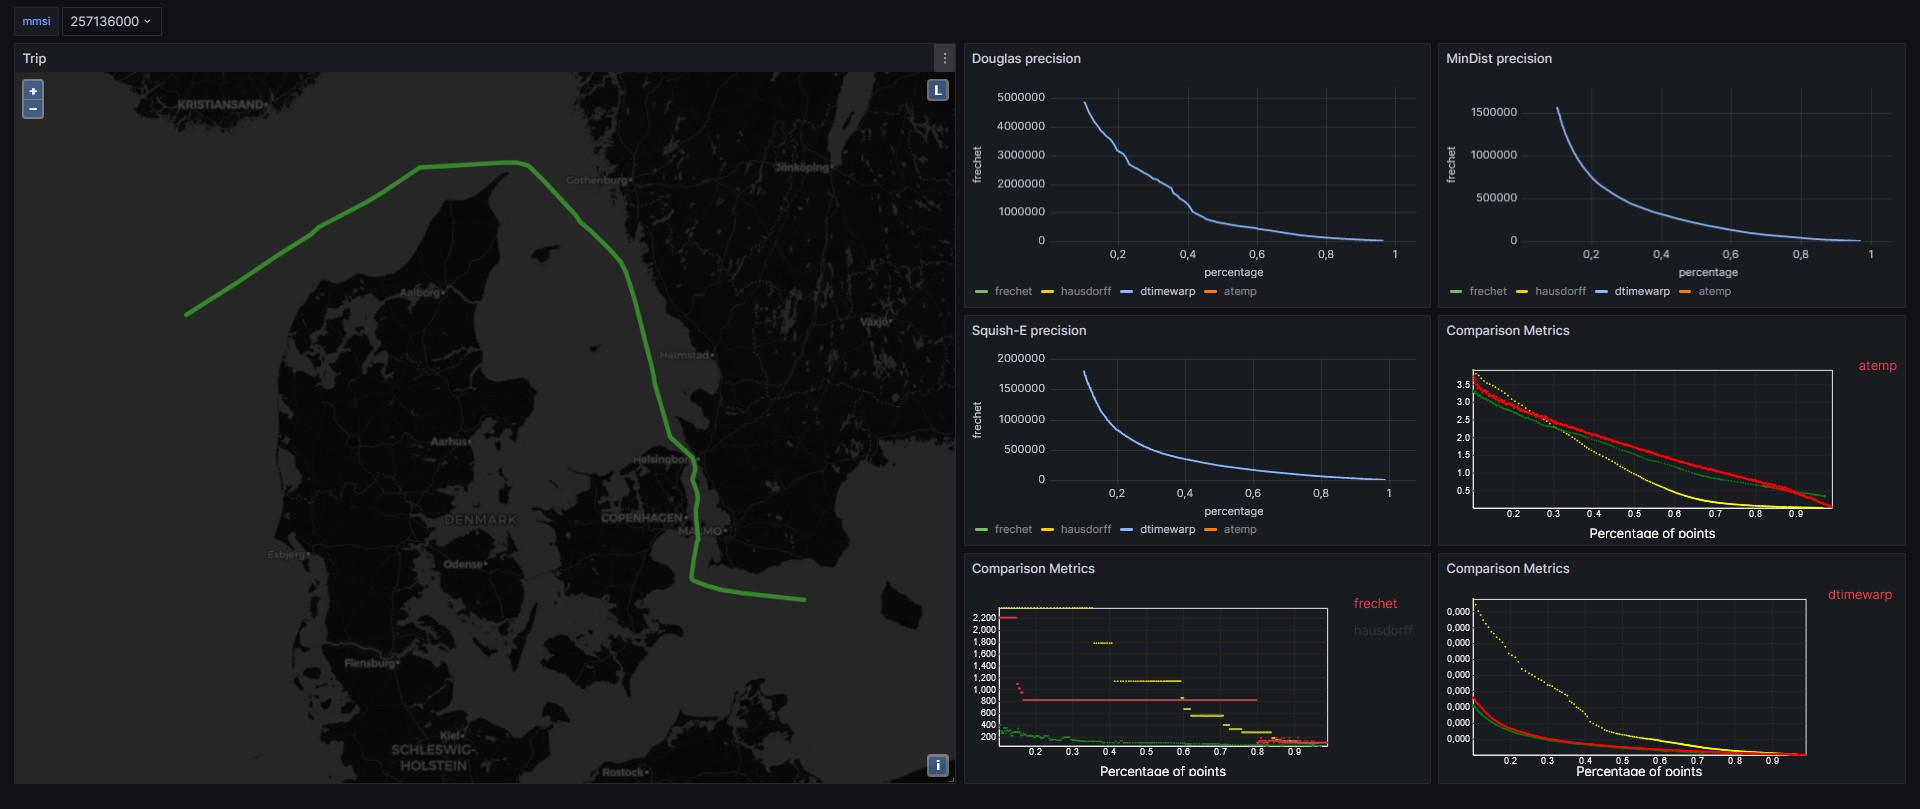 mmsi 257136000
Trip
+
−
L
KRISTIANSAND
Gothenburg
Jönköping
Aalborg
Växjö
Halmstad
Aarhus
Helsingbor
DENMARK
COPENHAGEN
MALMÖ
Esbjerg
Odense
Flensburg
Kiel
SCHLESWIG-
HOLSTEIN
Rostock
i
Douglas precision
frechet
5000000
4000000
3000000
2000000
1000000
0
0,2 0,4 0,6 0,8 1
percentage
frechet hausdorff dtimewarp atemp
MinDist precision
frechet
1500000
1000000
500000
0
0,2 0,4 0,6 0,8 1
percentage
frechet hausdorff dtimewarp atemp
Squish-E precision
frechet
2000000
1500000
1000000
500000
0
0,2 0,4 0,6 0,8 1
percentage
frechet hausdorff dtimewarp atemp
Comparison Metrics
atemp
3.5
3.0
2.5
2.0
1.5
1.0
0.5
0.2 0.3 0.4 0.5 0.6 0.7 0.8 0.9
Percentage of points
Comparison Metrics
frechet
hausdorff
2,200
2,000
1,800
1,600
1,400
1,200
1,000
800
600
400
200
0.2 0.3 0.4 0.5 0.6 0.7 0.8 0.9
Percentage of points
Comparison Metrics
dtimewarp
0,000
0,000
0,000
0,000
0,000
0,000
0,000
0,000
0,000
0.2 0.3 0.4 0.5 0.6 0.7 0.8 0.9
Percentage of points